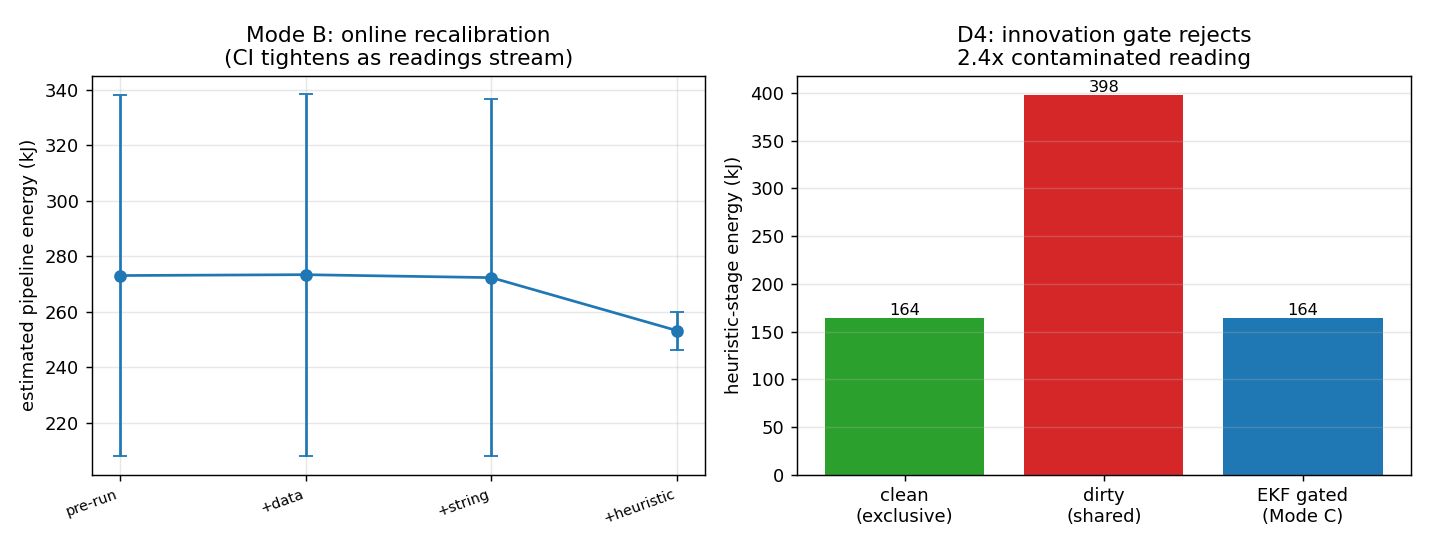 Mode B: online recalibration
(CI tightens as readings stream)
estimated pipeline energy (kJ)
340
320
300
280
260
240
220
pre-run
+data
+string
+heuristic
D4: innovation gate rejects
2.4x contaminated reading
heuristic-stage energy (kJ)
400
350
300
250
200
150
100
50
0
164
398
164
clean
(exclusive)
dirty
(shared)
EKF gated
(Mode C)